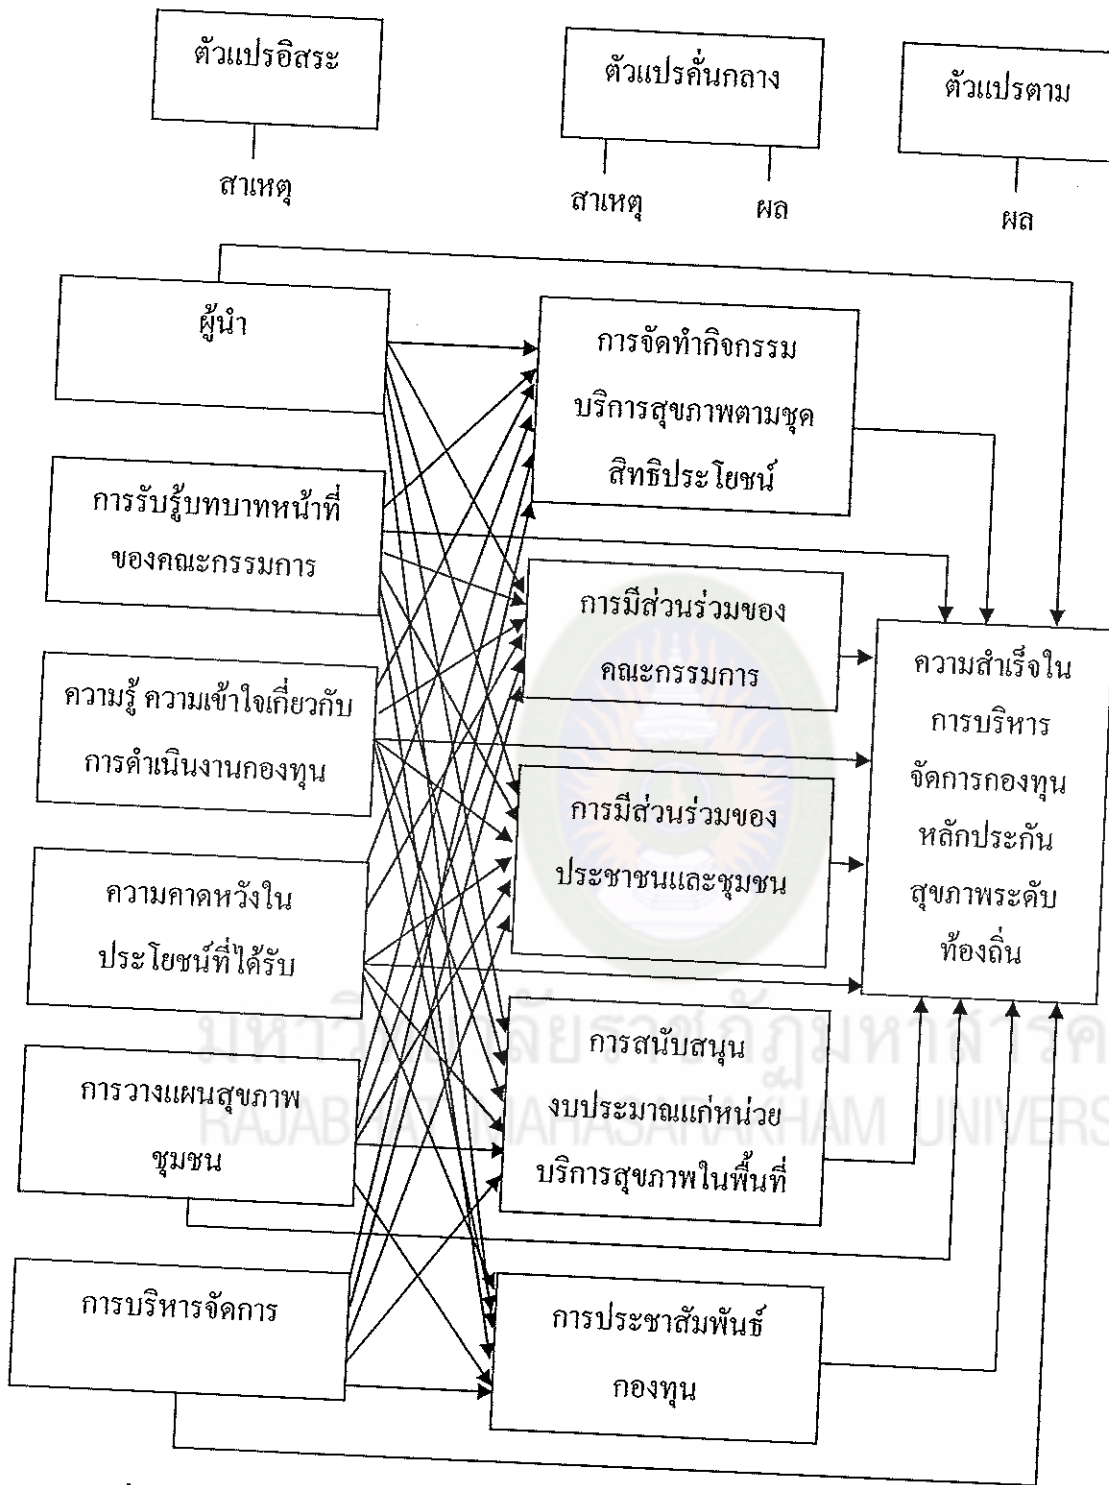 ตัวแปรอิสระ
ตัวแปรคั่นกลาง
ตัวแปรตาม
สาเหตุ
สาเหตุ
ผล
ผล
ผู้นำ
การรับรู้บทบาทหน้าที่
ของคณะกรรมการ
ความรู้ ความเข้าใจเกี่ยวกับ
การดำเนินงานกองทุน
ความคาดหวังใน
ประโยชน์ที่ได้รับ
การวางแผนสุขภาพ
ชุมชน
การบริหารจัดการ
การจัดทำกิจกรรม
บริการสุขภาพตามชุด
สิทธิประโยชน์
การมีส่วนร่วมของ
คณะกรรมการ
การมีส่วนร่วมของ
ประชาชนและชุมชน
การสนับสนุน
งบประมาณแก่หน่วย
บริการสุขภาพในพื้นที่
การประชาสัมพันธ์
กองทุน
ความสำเร็จใน
การบริหาร
จัดการกองทุน
หลักประกัน
สุขภาพระดับ
ท้องถิ่น